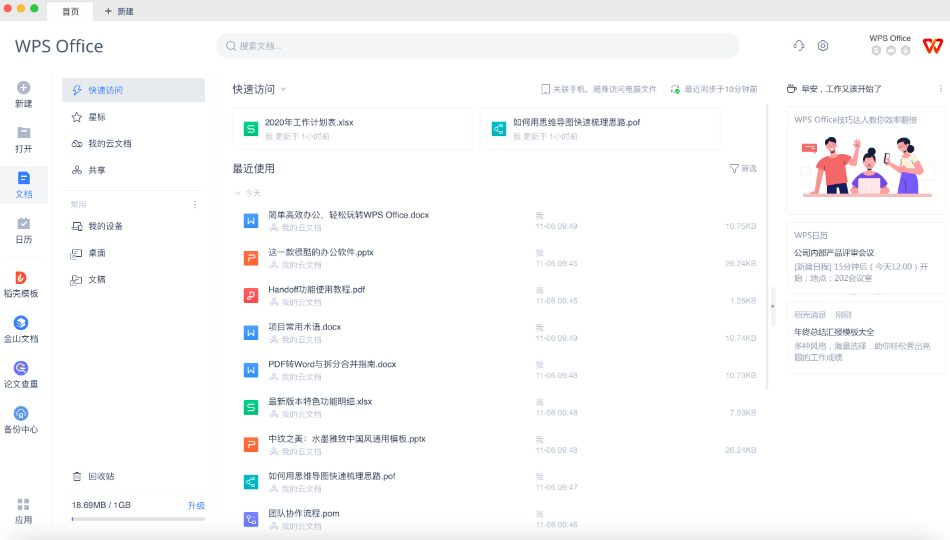 首页
新建
WPS Office
搜索文档...
WPS Office
新建
打开
文档
日历
稻壳模板
金山文档
论文查重
备份中心
应用
快速访问
星标
我的云文档
共享
常用
我的设备
桌面
文稿
回收站
18.69MB / 1GB 升级
快速访问
关联手机，随身访问电脑文件
最近同步于10分钟前
2020年工作计划表.xlsx
我 更新于 1小时前
如何用思维导图快速梳理思路.pof
我 更新于 1小时前
最近使用
筛选
今天
简单高效办公，轻松玩转WPS Office.docx
我的云文档
我
11-06 09:49
10.75KB
这一款很酷的办公软件.pptx
我的云文档
我
11-06 09:45
26.24KB
Handoff功能使用教程.pdf
我的云文档
我
11-06 09:45
1.25KB
项目常用术语.docx
我的云文档
我
11-06 09:49
10.74KB
PDF转Word与拆分合并指南.docx
我的云文档
我
11-06 09:48
10.73KB
最新版本特色功能明细.xlsx
我的云文档
我
11-06 09:48
7.93KB
中纹之美：水墨雅致中国风通用模板.pptx
我的云文档
我
11-06 09:48
26.24KB
如何用思维导图快速梳理思路.pof
我的云文档
我
11-06 09:47
团队协作流程.pom
我的云文档
我
11-06 09:46
早安，工作又该开始了
WPS Office技巧达人教你效率翻倍
WPS日历
公司内部产品评审会议
[新建日程] 15分钟后（今天12:00）开
始；地点：202会议室
稻壳消息 刚刚
年终总结汇报模板大全
多种风格，海量选择，助你轻松秀出亮
眼的工作成绩